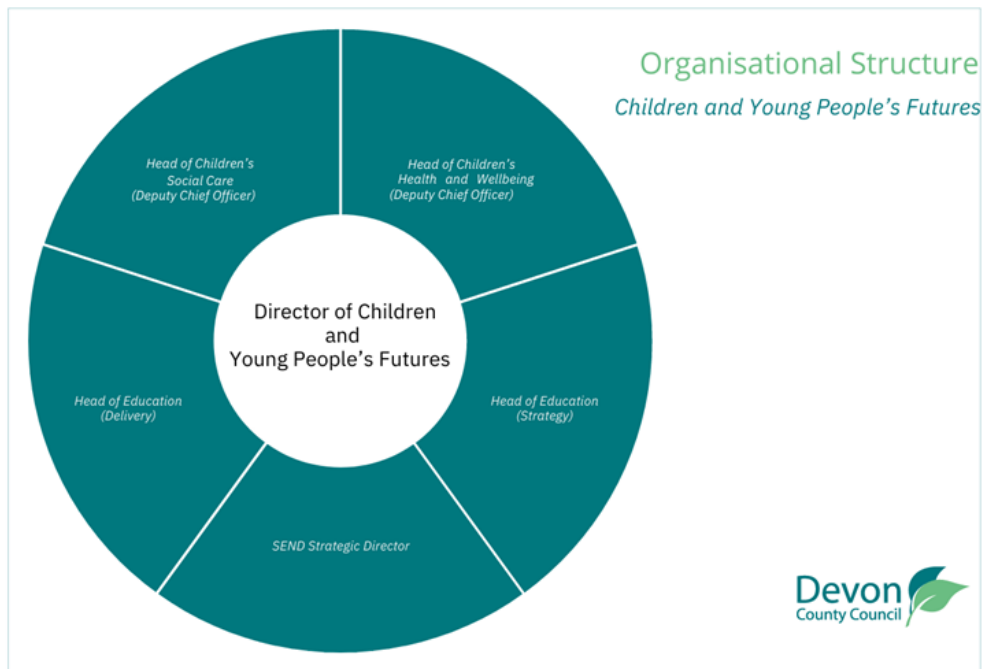 Organisational Structure
Children and Young People's Futures
Head of Children's
Social Care
(Deputy Chief Officer)
Head of Children's
Health and Wellbeing
(Deputy Chief Officer)
Director of Children
and
Young People's Futures
Head of Education
(Delivery)
Head of Education
(Strategy)
SEND Strategic Director
Devon
County Council